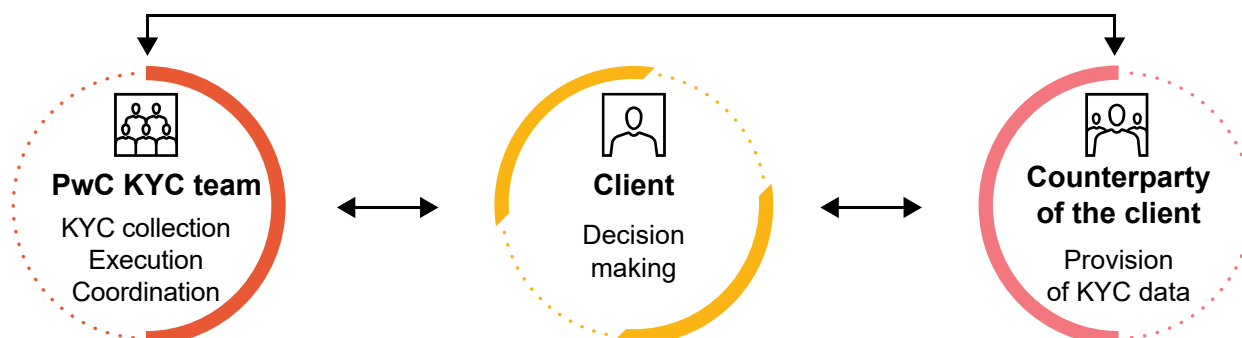 PwC KYC team
KYC collection
Execution
Coordination
Client
Decision
making
Counterparty
of the client
Provision
of KYC data